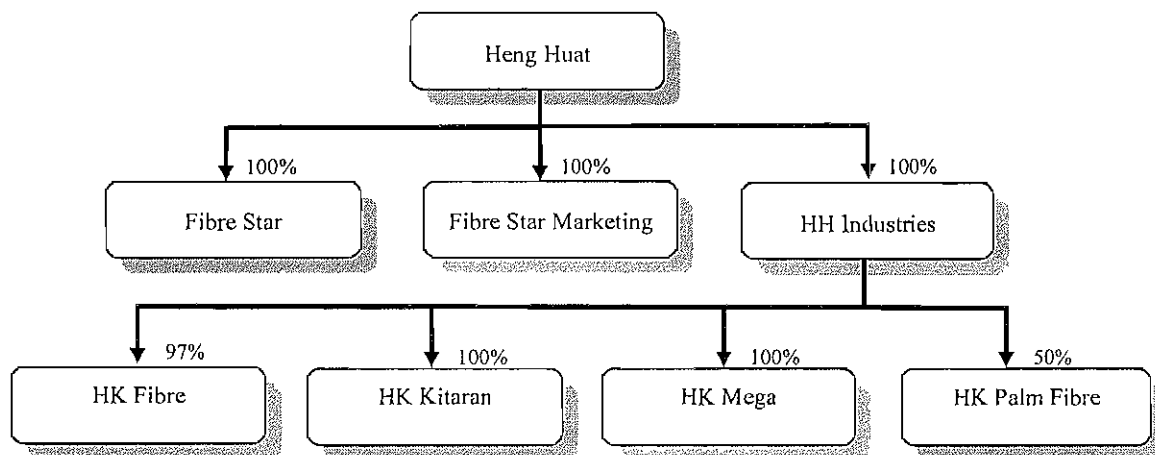 Heng Huat
100%
100%
100%
Fibre Star
Fibre Star Marketing
HH Industries
97%
100%
100%
50%
HK Fibre
HK Kitaran
HK Mega
HK Palm Fibre